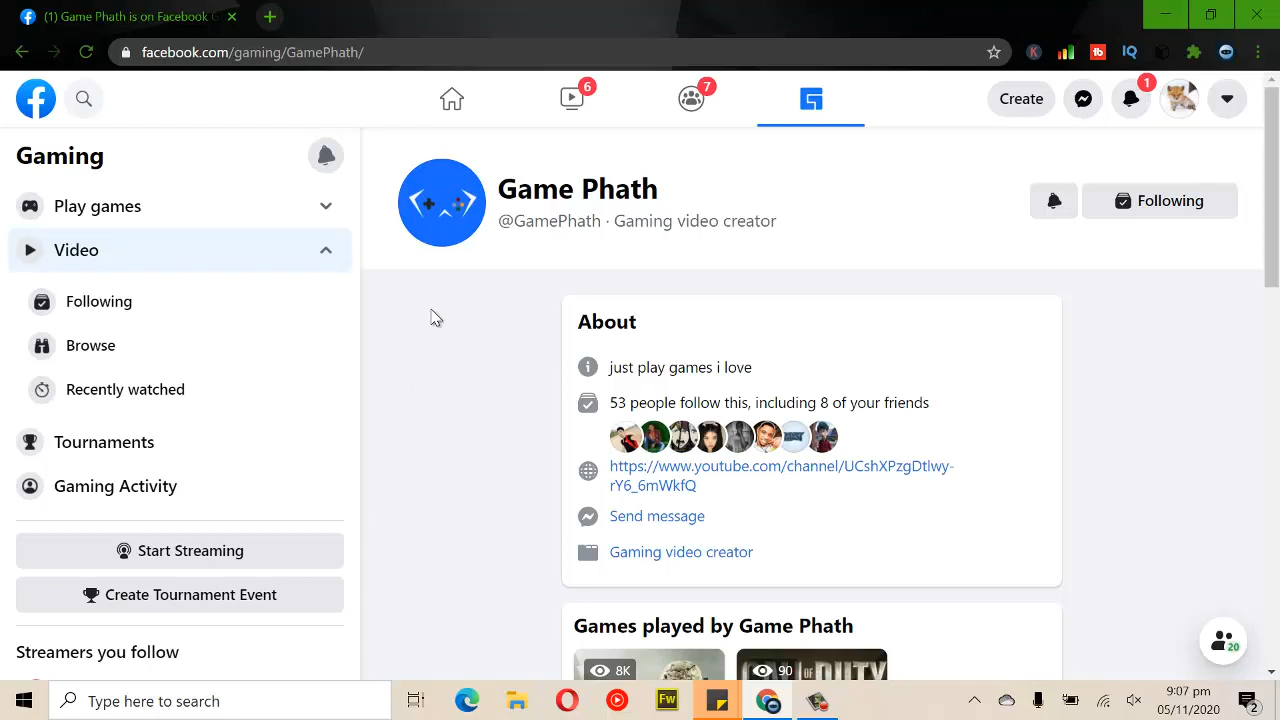 (1) Game Phath is on Facebook G
facebook.com/gaming/GamePhath/
6
7
Create
1
Gaming
Play games
Video
Following
Browse
Recently watched
Tournaments
Gaming Activity
Start Streaming
Create Tournament Event
Streamers you follow
Game Phath
@GamePhath · Gaming video creator
Following
About
just play games i love
53 people follow this, including 8 of your friends
https://www.youtube.com/channel/UCshXPzgDtlwy-
rY6_6mWkfQ
Send message
Gaming video creator
Games played by Game Phath
8K
90
20
Type here to search
Fw
9:07 pm
05/11/2020
2
K
tb
IQ